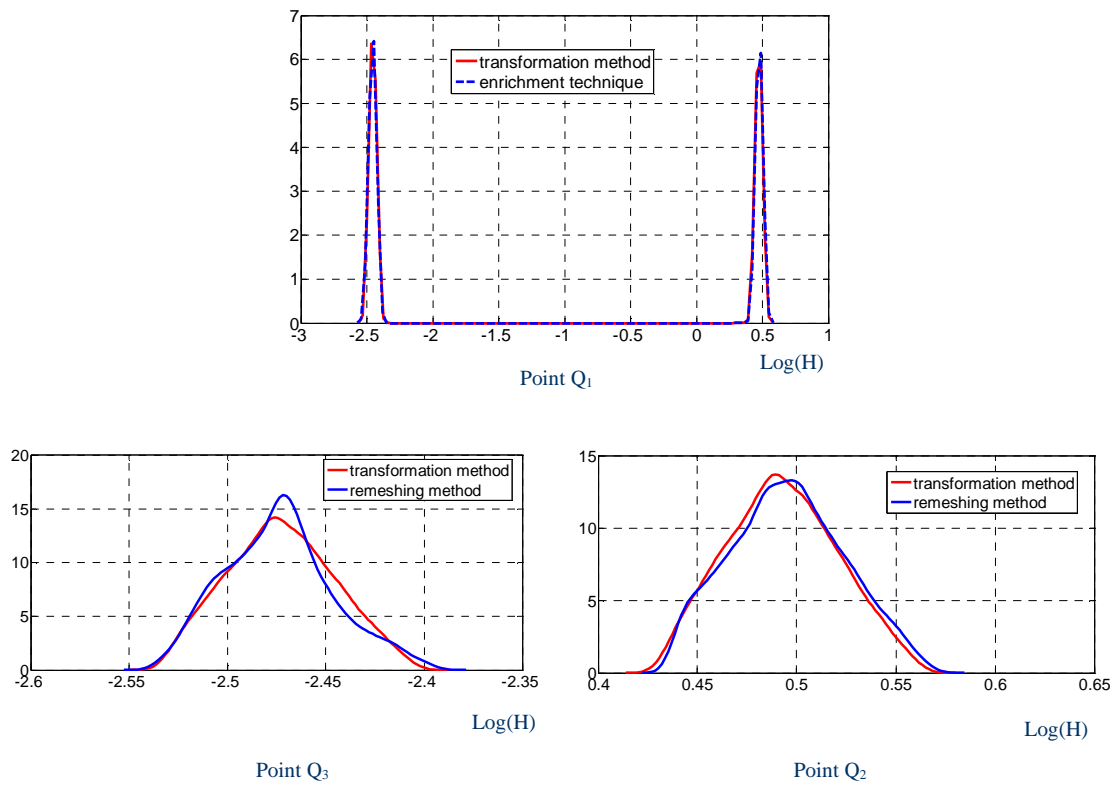 7
6
5
4
3
2
1
0
transformation method
enrichment technique
-3 -2.5 -2 -1.5 -1 -0.5 0 0.5 1
Log(H)
Point Q1
20
15
10
5
0
transformation method
remeshing method
-2.6 -2.55 -2.5 -2.45 -2.4 -2.35
Log(H)
Point Q3
15
10
5
0
transformation method
remeshing method
0.4 0.45 0.5 0.55 0.6 0.65
Log(H)
Point Q2